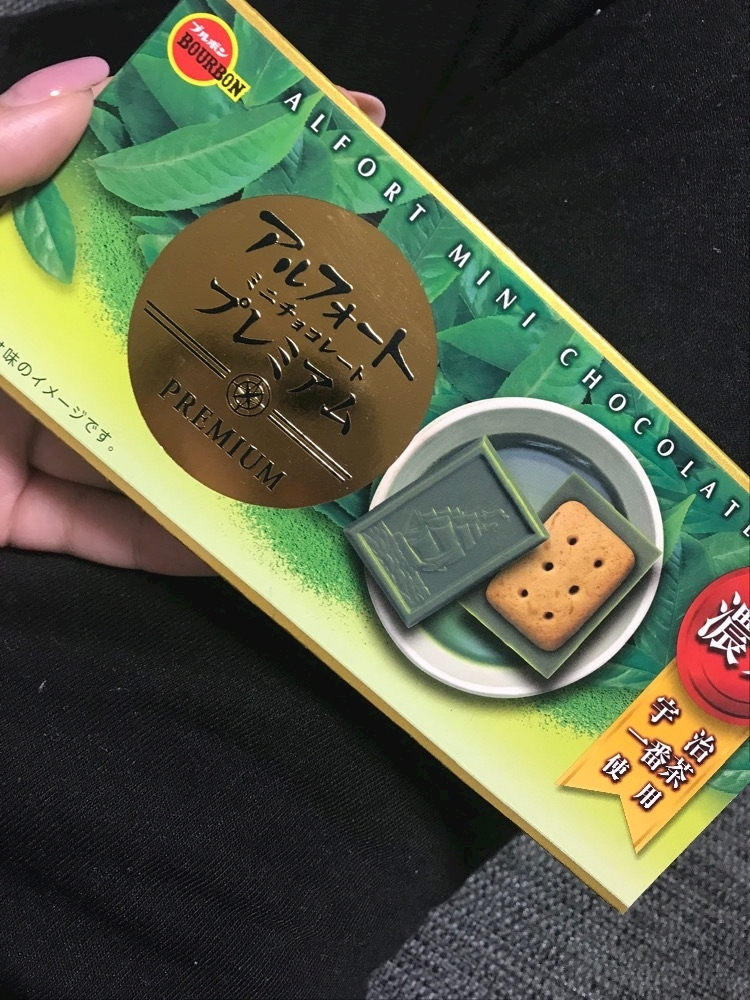 ブルボン
BOURBON
ALFORT MINI CHOCOLATE
アルフォート
ミニチョコレート
プレミアム
PREMIUM
味のイメージです。
濃
宇治
一番茶
使用